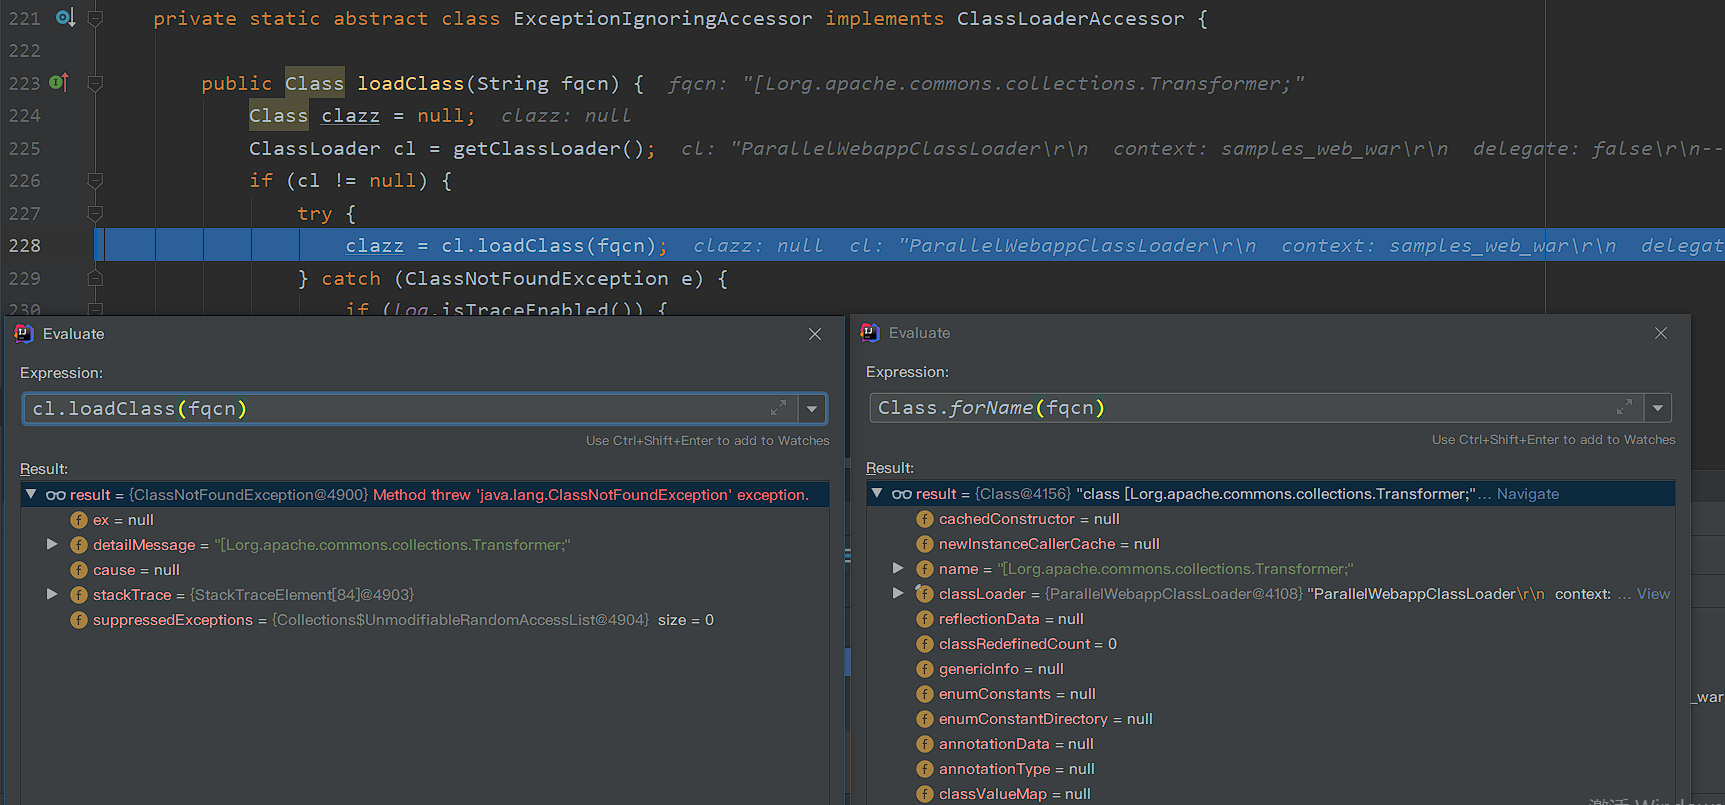 221 private static abstract class ExceptionIgnoringAccessor implements ClassLoaderAccessor {
222
223 public Class loadClass(String fqcn) { fqcn: "[Lorg.apache.commons.collections.Transformer;"
224 Class clazz = null; clazz: null
225 ClassLoader cl = getClassLoader(); cl: "ParallelWebappClassLoader\r\n context: samples_web_war\r\n delegate: false\r\n--
226 if (cl != null) {
227 try {
228 clazz = cl.loadClass(fqcn); clazz: null cl: "ParallelWebappClassLoader\r\n context: samples_web_war\r\n delegat
229 } catch (ClassNotFoundException e) {
230 if (log.isTraceEnabled()) {
Evaluate
Expression:
cl.loadClass(fqcn)
Use Ctrl+Shift+Enter to add to Watches
Result:
result = {ClassNotFoundException@4900} Method threw 'java.lang.ClassNotFoundException' exception.
f ex = null
f detailMessage = "[Lorg.apache.commons.collections.Transformer;"
f cause = null
f stackTrace = {StackTraceElement[84]@4903}
f suppressedExceptions = {Collections$UnmodifiableRandomAccessList@4904} size = 0
Evaluate
Expression:
Class.forName(fqcn)
Use Ctrl+Shift+Enter to add to Watches
Result:
result = {Class@4156} "class [Lorg.apache.commons.collections.Transformer;"... Navigate
f cachedConstructor = null
f newInstanceCallerCache = null
f name = "[Lorg.apache.commons.collections.Transformer;"
f classLoader = {ParallelWebappClassLoader@4108} "ParallelWebappClassLoader\r\n context: ... View
f reflectionData = null
f classRedefinedCount = 0
f genericInfo = null
f enumConstants = null
f enumConstantDirectory = null
f annotationData = null
f annotationType = null
f classValueMap = null
_war